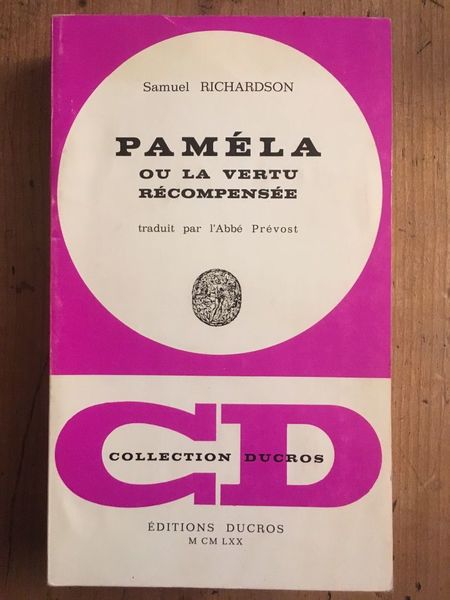 Samuel RICHARDSON
PAMÉLA
OU LA VERTU
RÉCOMPENSÉE
traduit par l'Abbé Prévost
CD
COLLECTION DUCROS
ÉDITIONS DUCROS
M CM LXX